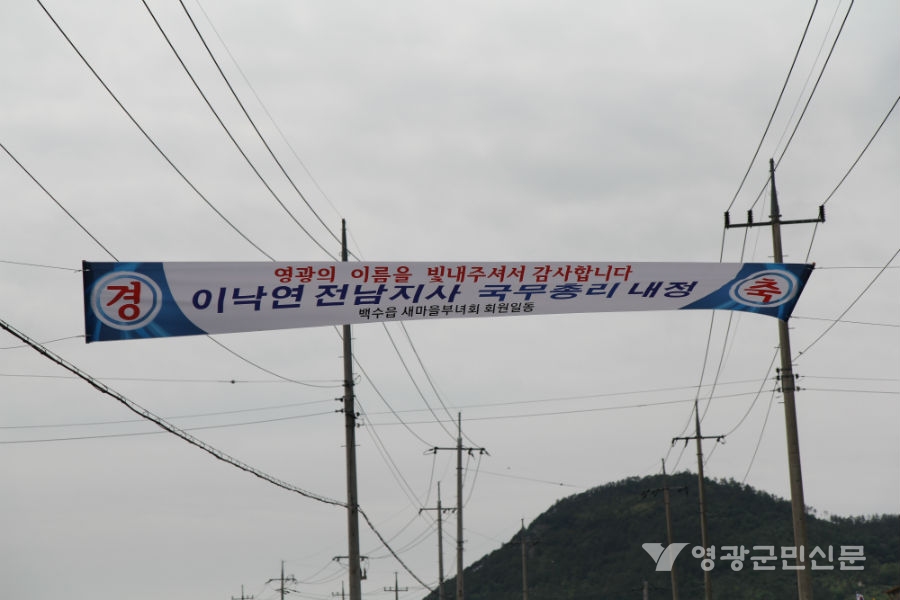 경
영광의 이름을 빛내주셔서 감사합니다
이낙연 전남지사 국무총리 내정
백수읍 새마을부녀회 회원일동
축
영광군민신문